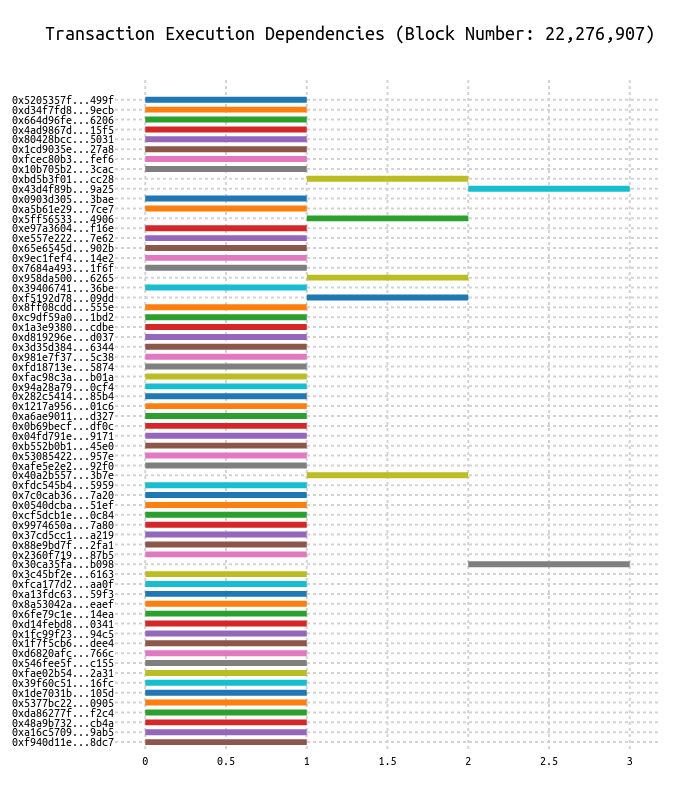 Transaction Execution Dependencies (Block Number: 22,276,907)
0x5205357f...499f
0xd34f7fd8...9ecb
0x664d96fe...6206
0x4ad9867d...15f5
0x80428bcc...5031
0x1cd9035e...27a8
0xfcec80b3...fef6
0x10b705b2...3cac
0xbd5b3f01...cc28
0x43d4f89b...9a25
0x0903d305...3bae
0xa5b61e29...7ce7
0x5ff56533...4906
0xe97a3604...f16e
0xe557e222...7e62
0x65e6545d...902b
0x9ec1fef4...14e2
0x7684a493...1f6f
0x958da500...6265
0x39406741...36be
0xf5192d78...09dd
0x8ff08cdd...555e
0xc9df59a0...1bd2
0x1a3e9380...cdbe
0xd819296e...d037
0x3d35d384...6344
0x981e7f37...5c38
0xfd18713e...5874
0xfac98c3a...b01a
0x94a28a79...0cf4
0x282c5414...85b4
0x1217a956...01c6
0xa6ae9011...d327
0x0b69becf...df0c
0x04fd791e...9171
0xb552b0b1...45e0
0x53085422...957e
0xafe5e2e2...92f0
0x40a2b557...3b7e
0xfdc545b4...5959
0x7c0cab36...7a20
0x0540dcba...51ef
0xcf5dcb1e...0c84
0x9974650a...7a80
0x37cd5cc1...a219
0x88e9bd7f...2fa1
0x2360f719...87b5
0x30ca35fa...b098
0x3c45bf2e...6163
0xfca177d2...aa0f
0xa13fdc63...59f3
0x8a53042a...eaef
0x6fe79c1e...14ea
0xd14febd8...0341
0x1fc99f23...94c5
0x1f7f5cb6...dee4
0xd6820afc...766c
0x546fee5f...c155
0xfae02b54...2a31
0x39f60c51...16fc
0x1de7031b...105d
0x5377bc22...0905
0xda86277f...f2c4
0x48a9b732...cb4a
0xa16c5709...9ab5
0xf940d11e...8dc7
0 0.5 1 1.5 2 2.5 3